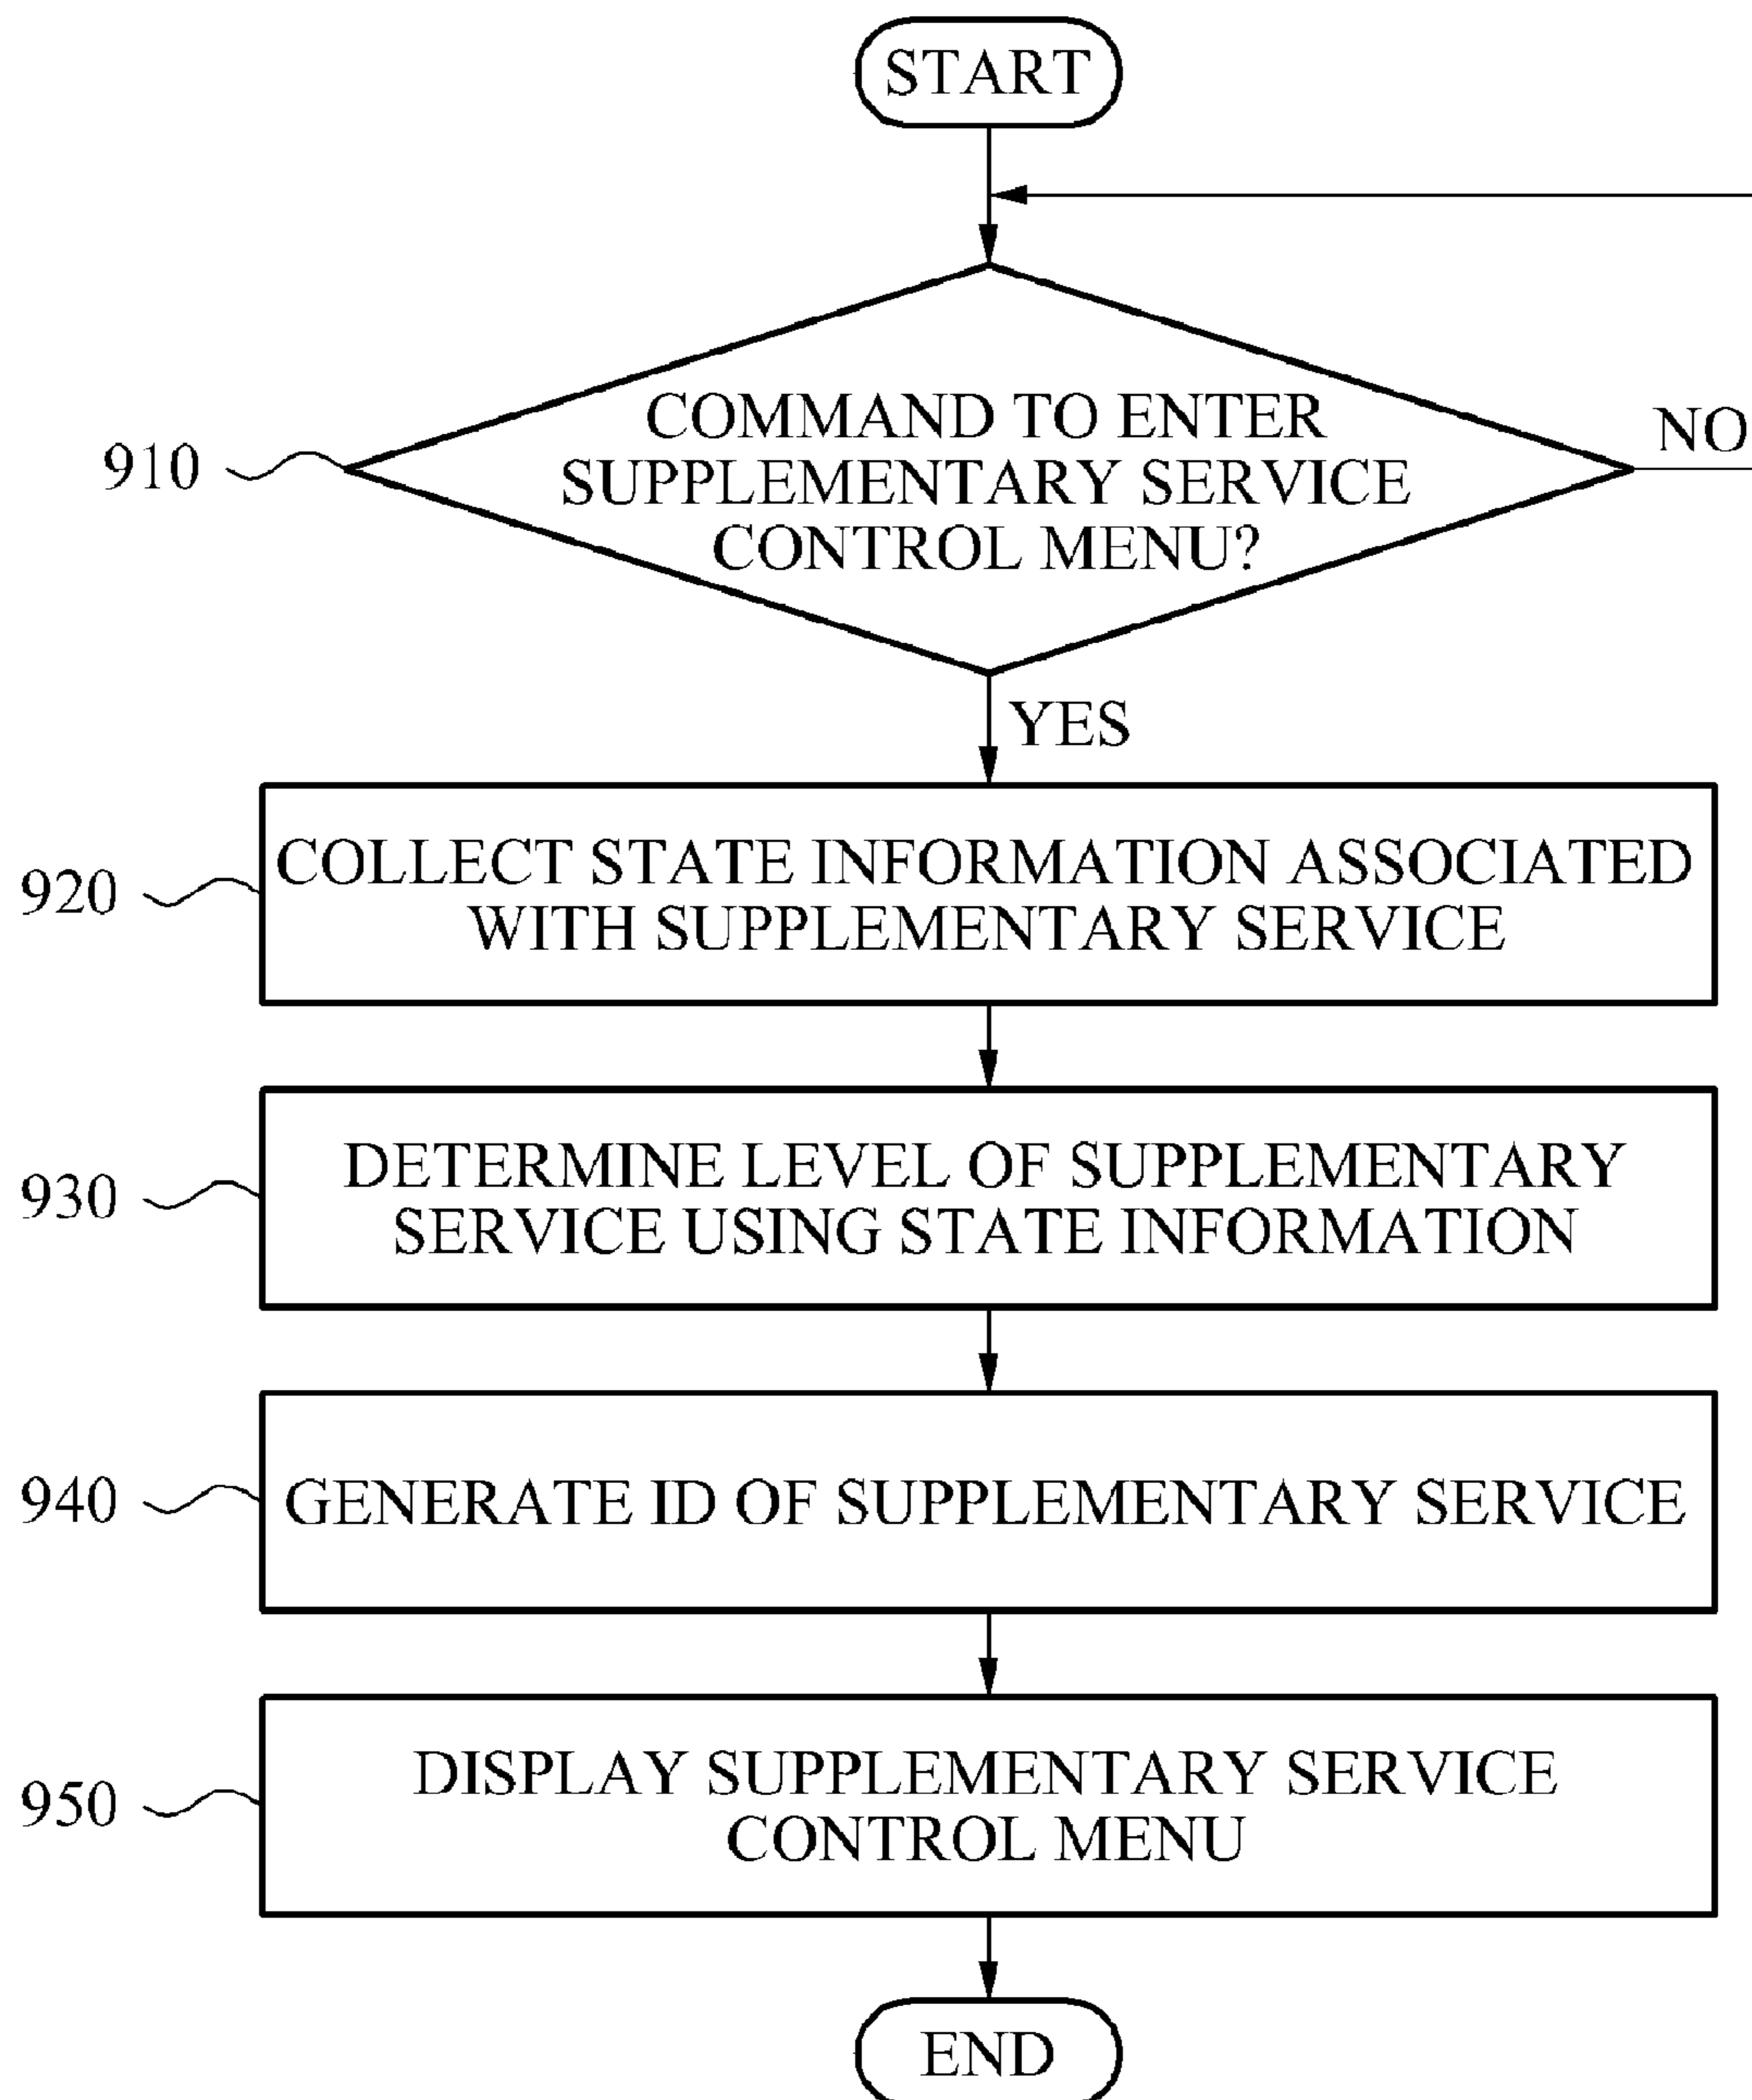 START
COMMAND TO ENTER
SUPPLEMENTARY SERVICE
CONTROL MENU?
910
NO
YES
920
COLLECT STATE INFORMATION ASSOCIATED
WITH SUPPLEMENTARY SERVICE
930
DETERMINE LEVEL OF SUPPLEMENTARY
SERVICE USING STATE INFORMATION
940
GENERATE ID OF SUPPLEMENTARY SERVICE
950
DISPLAY SUPPLEMENTARY SERVICE
CONTROL MENU
END